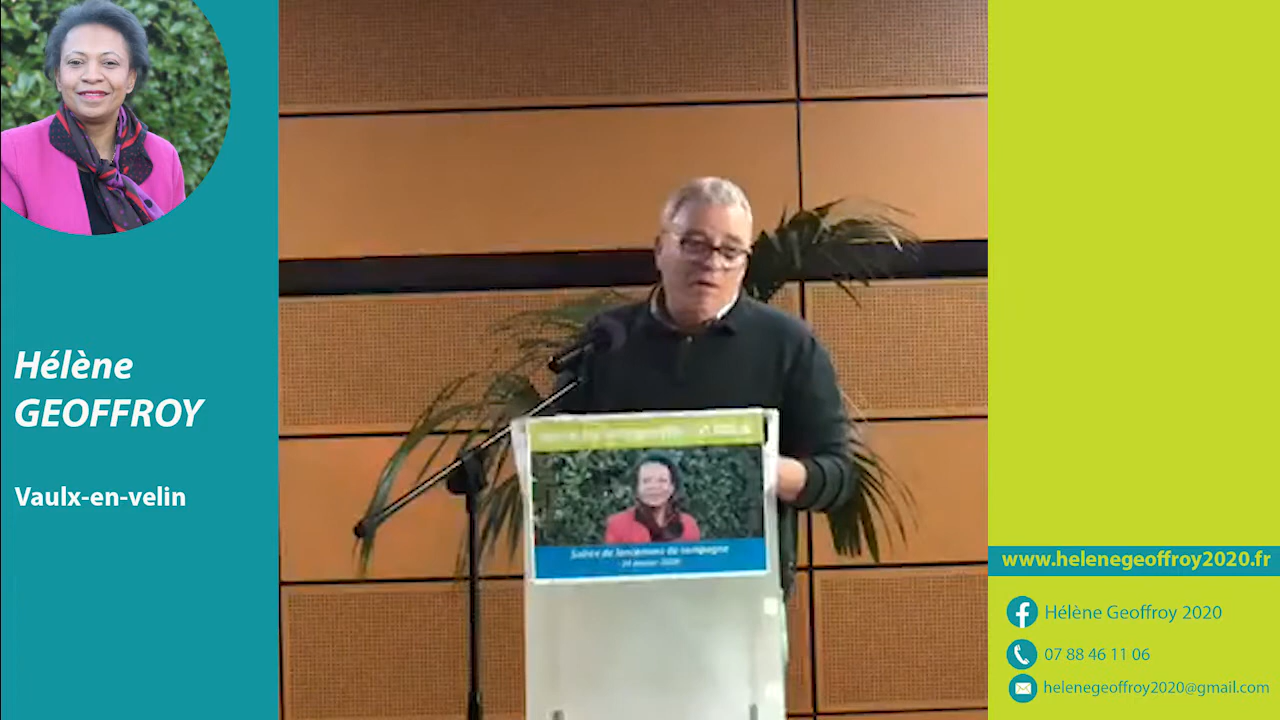 Hélène
GEOFFROY
Vaulx-en-velin
Soirée de lancement de campagne
www.helenegeoffroy2020.fr
Hélène Geoffroy 2020
07 88 46 11 06
helenegeoffroy2020@gmail.com